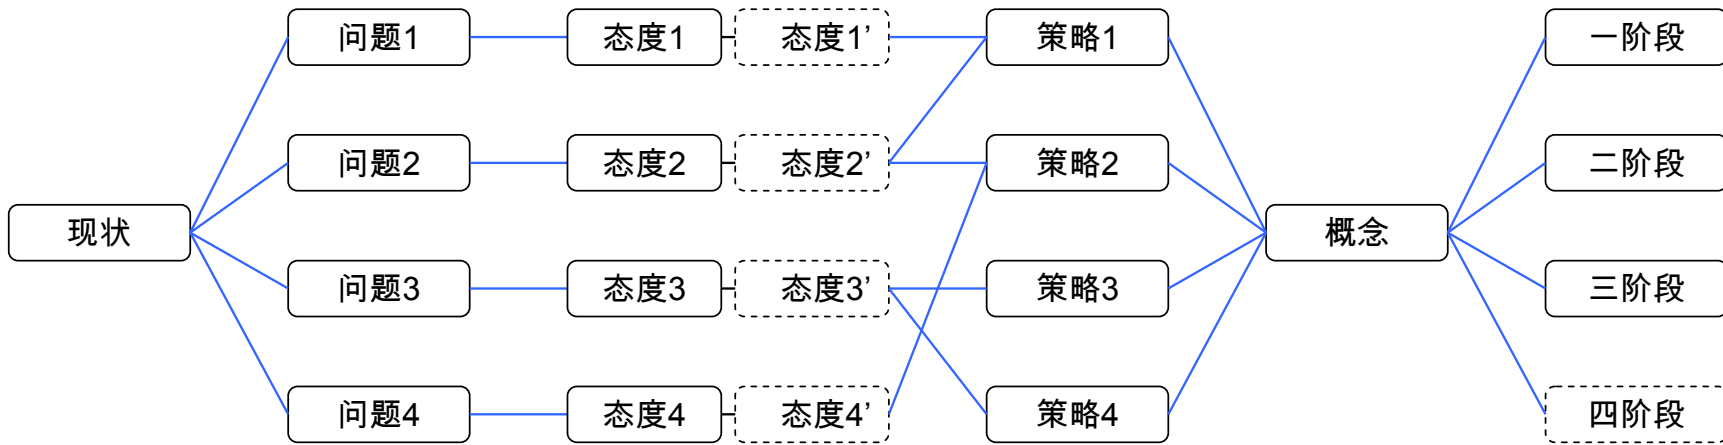 问题1
态度1
态度1’
策略1
一阶段
问题2
态度2
态度2’
策略2
二阶段
现状
概念
问题3
态度3
态度3’
策略3
三阶段
问题4
态度4
态度4’
策略4
四阶段